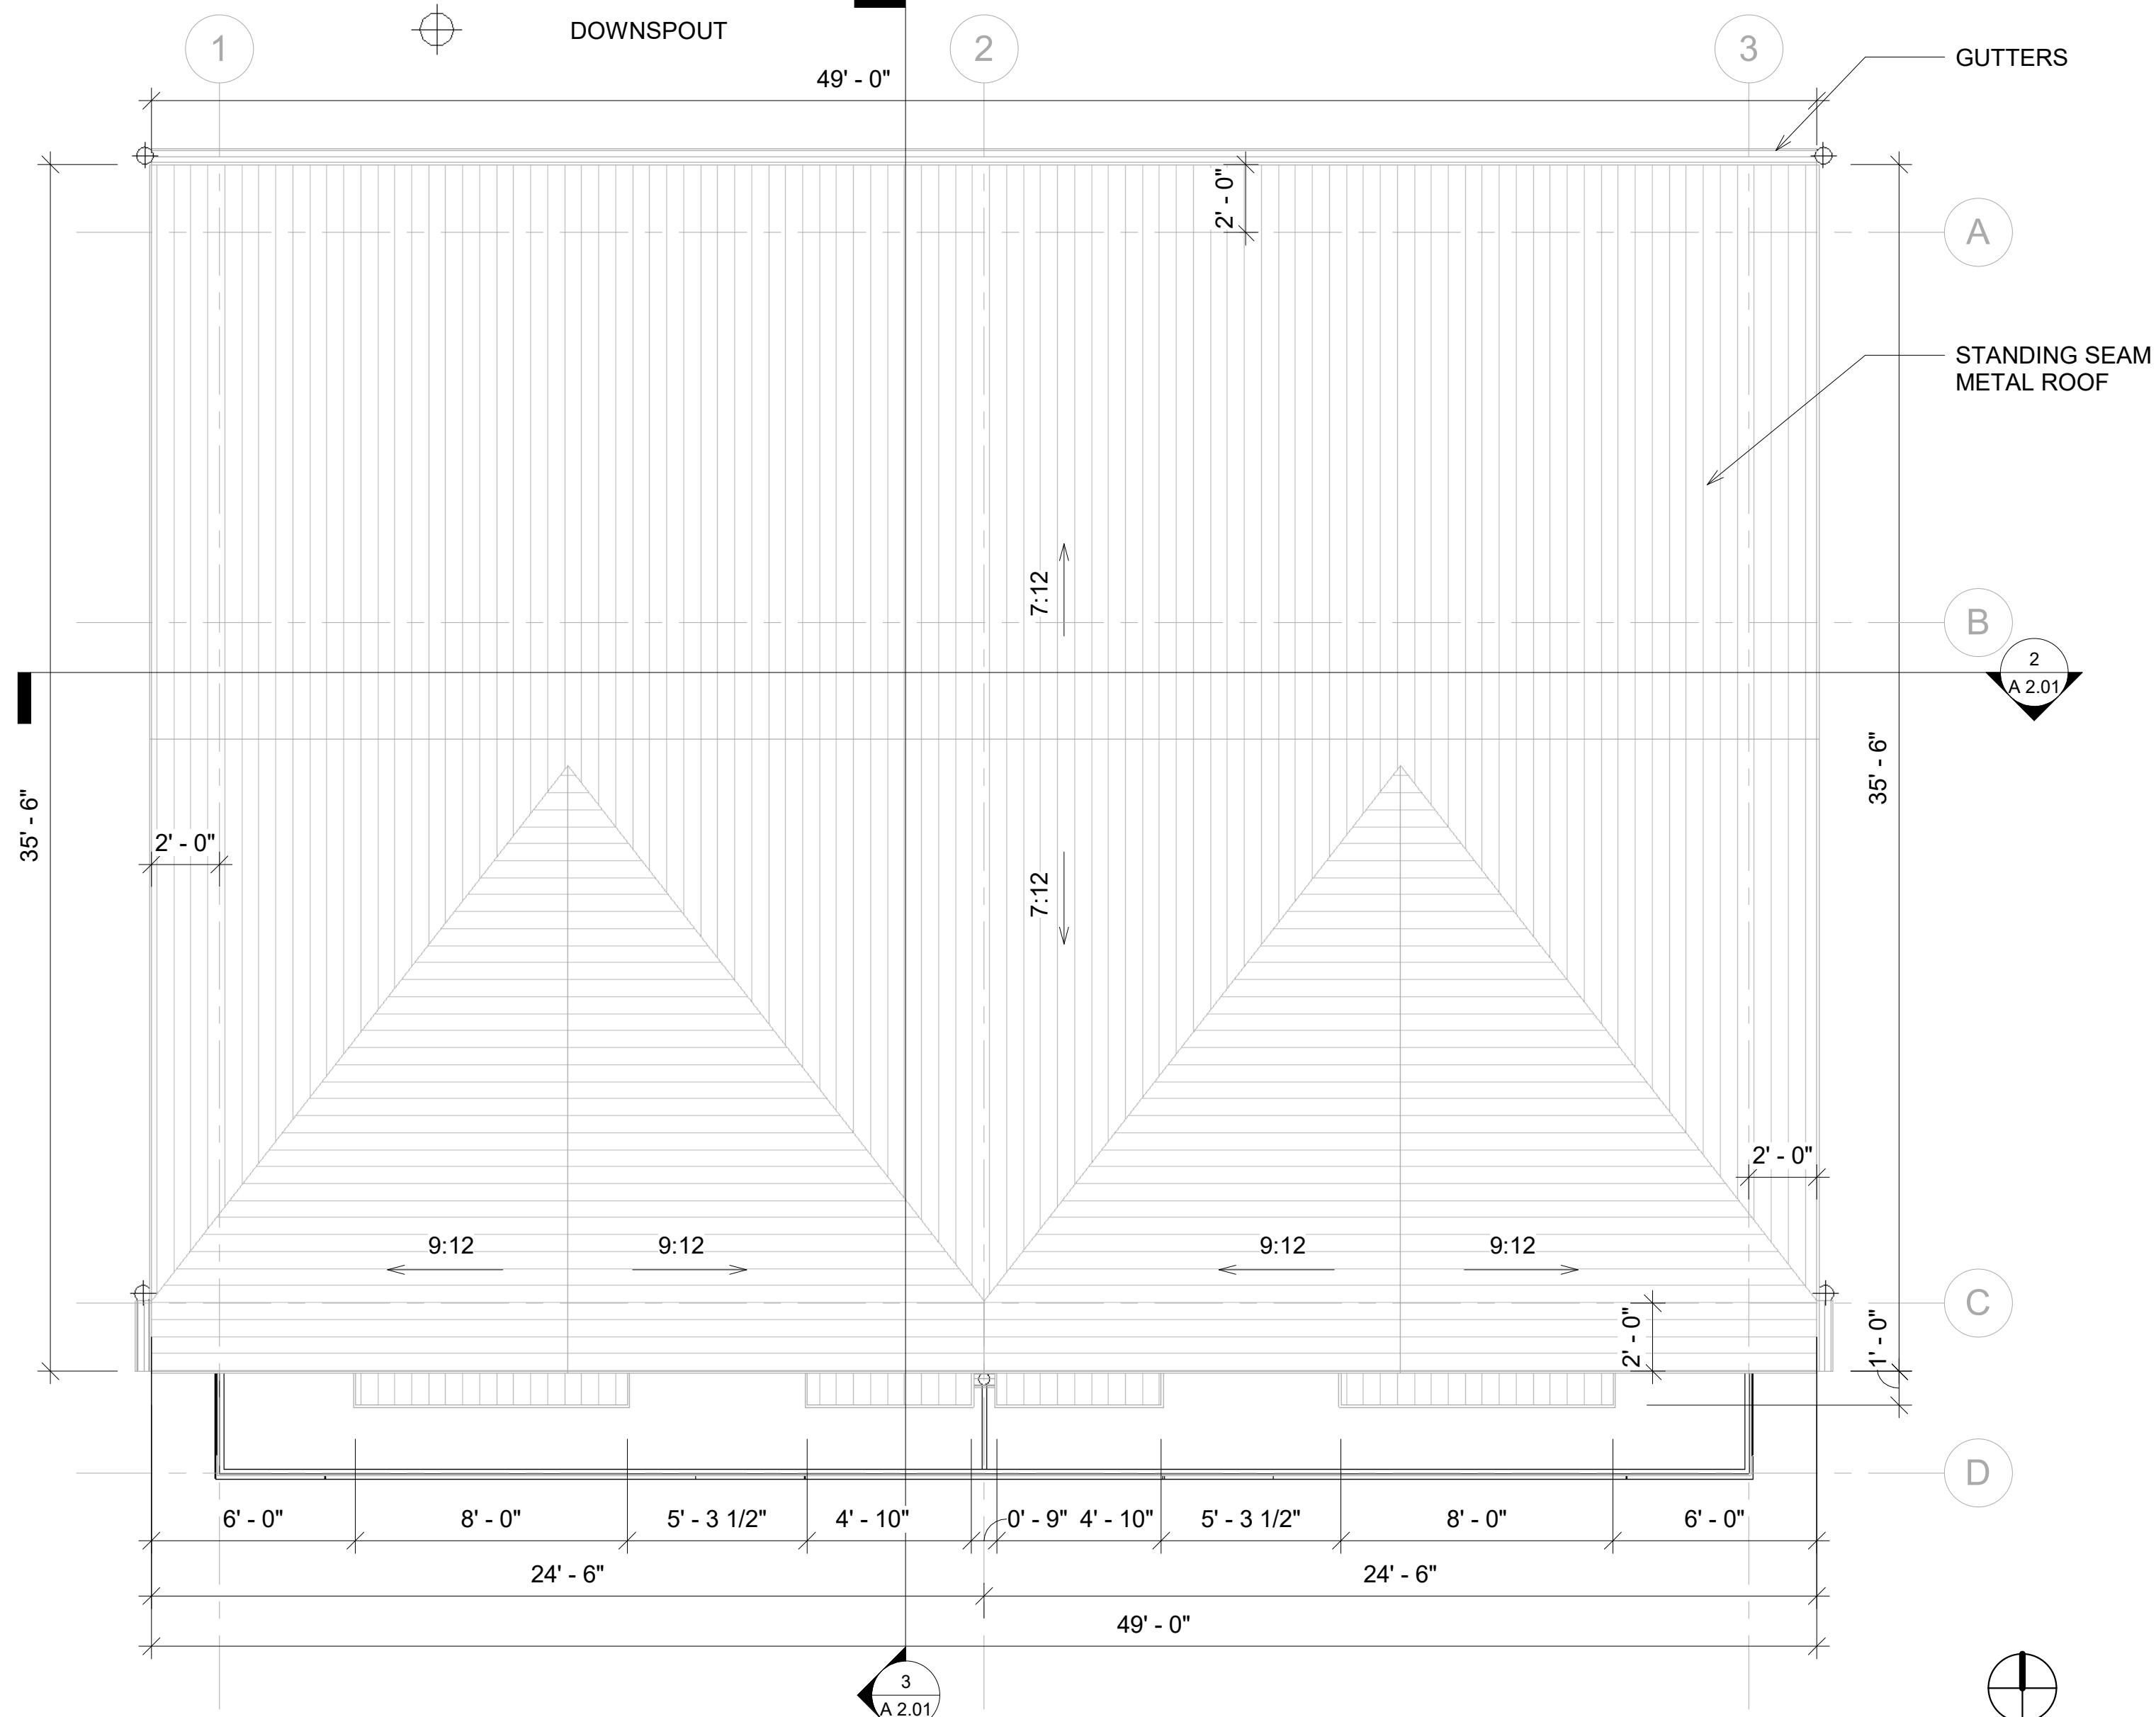 DOWNSPOUT
1
2
3
49' - 0"
GUTTERS
2' - 0"
A
STANDING SEAM
METAL ROOF
7:12
B
2
A 2.01
35' - 6"
35' - 6"
2' - 0"
7:12
2' - 0"
9:12
9:12
9:12
9:12
C
2' - 0"
1' - 0"
D
6' - 0"
8' - 0"
5' - 3 1/2"
4' - 10"
0' - 9"
4' - 10"
5' - 3 1/2"
8' - 0"
6' - 0"
24' - 6"
24' - 6"
49' - 0"
3
A 2.01